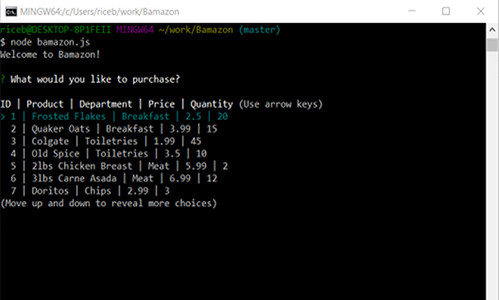 MINGW64:/c/Users/riceb/work/Bamazon
riceb@DESKTOP-8P1FEII MINGW64 ~/work/Bamazon (master)
$ node bamazon.js
Welcome to Bamazon!
? What would you like to purchase?
ID | Product | Department | Price | Quantity (Use arrow keys)
> 1 | Frosted Flakes | Breakfast | 2.5 | 20
2 | Quaker Oats | Breakfast | 3.99 | 15
3 | Colgate | Toiletries | 1.99 | 45
4 | Old Spice | Toiletries | 3.5 | 10
5 | 2lbs Chicken Breast | Meat | 5.99 | 2
6 | 3lbs Carne Asada | Meat | 6.99 | 12
7 | Doritos | Chips | 2.99 | 3
(Move up and down to reveal more choices)